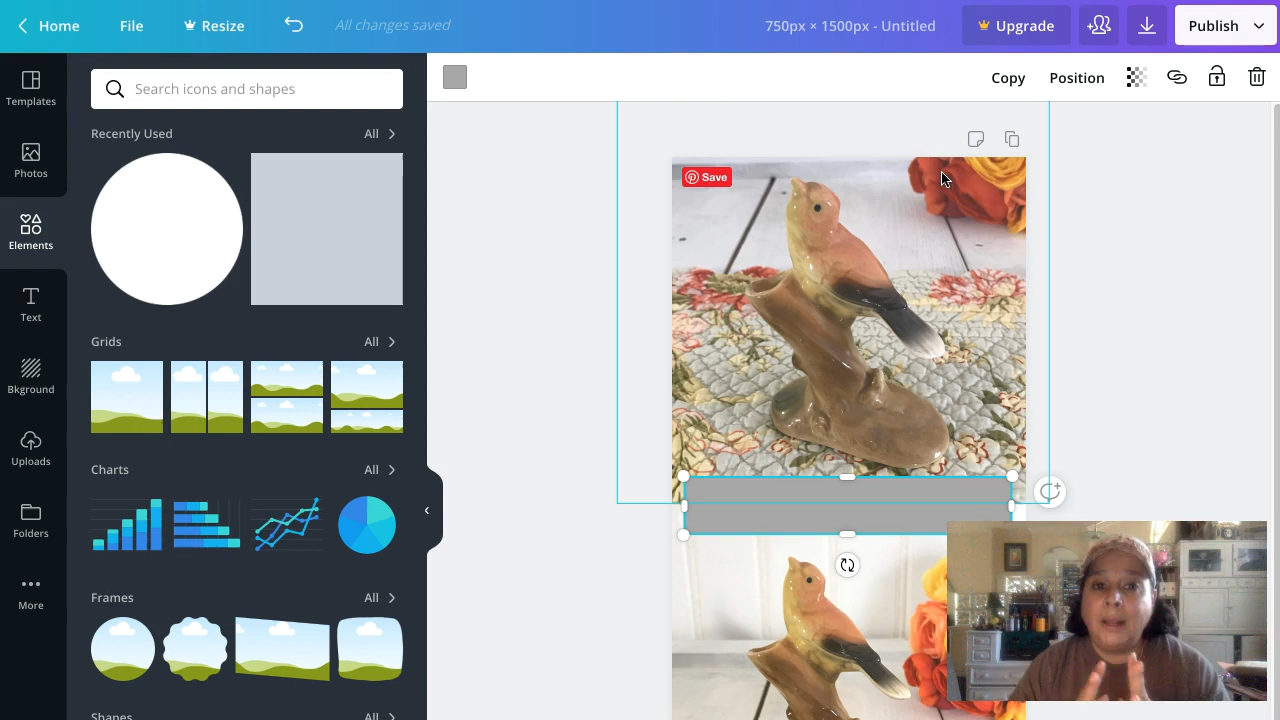 Home File Resize All changes saved 750px × 1500px - Untitled Upgrade Publish
Copy Position
Templates
Photos
Elements
Text
Bkground
Uploads
Folders
More
Search icons and shapes
Recently Used All
Grids All
Charts All
Frames All
Shapes All
Save